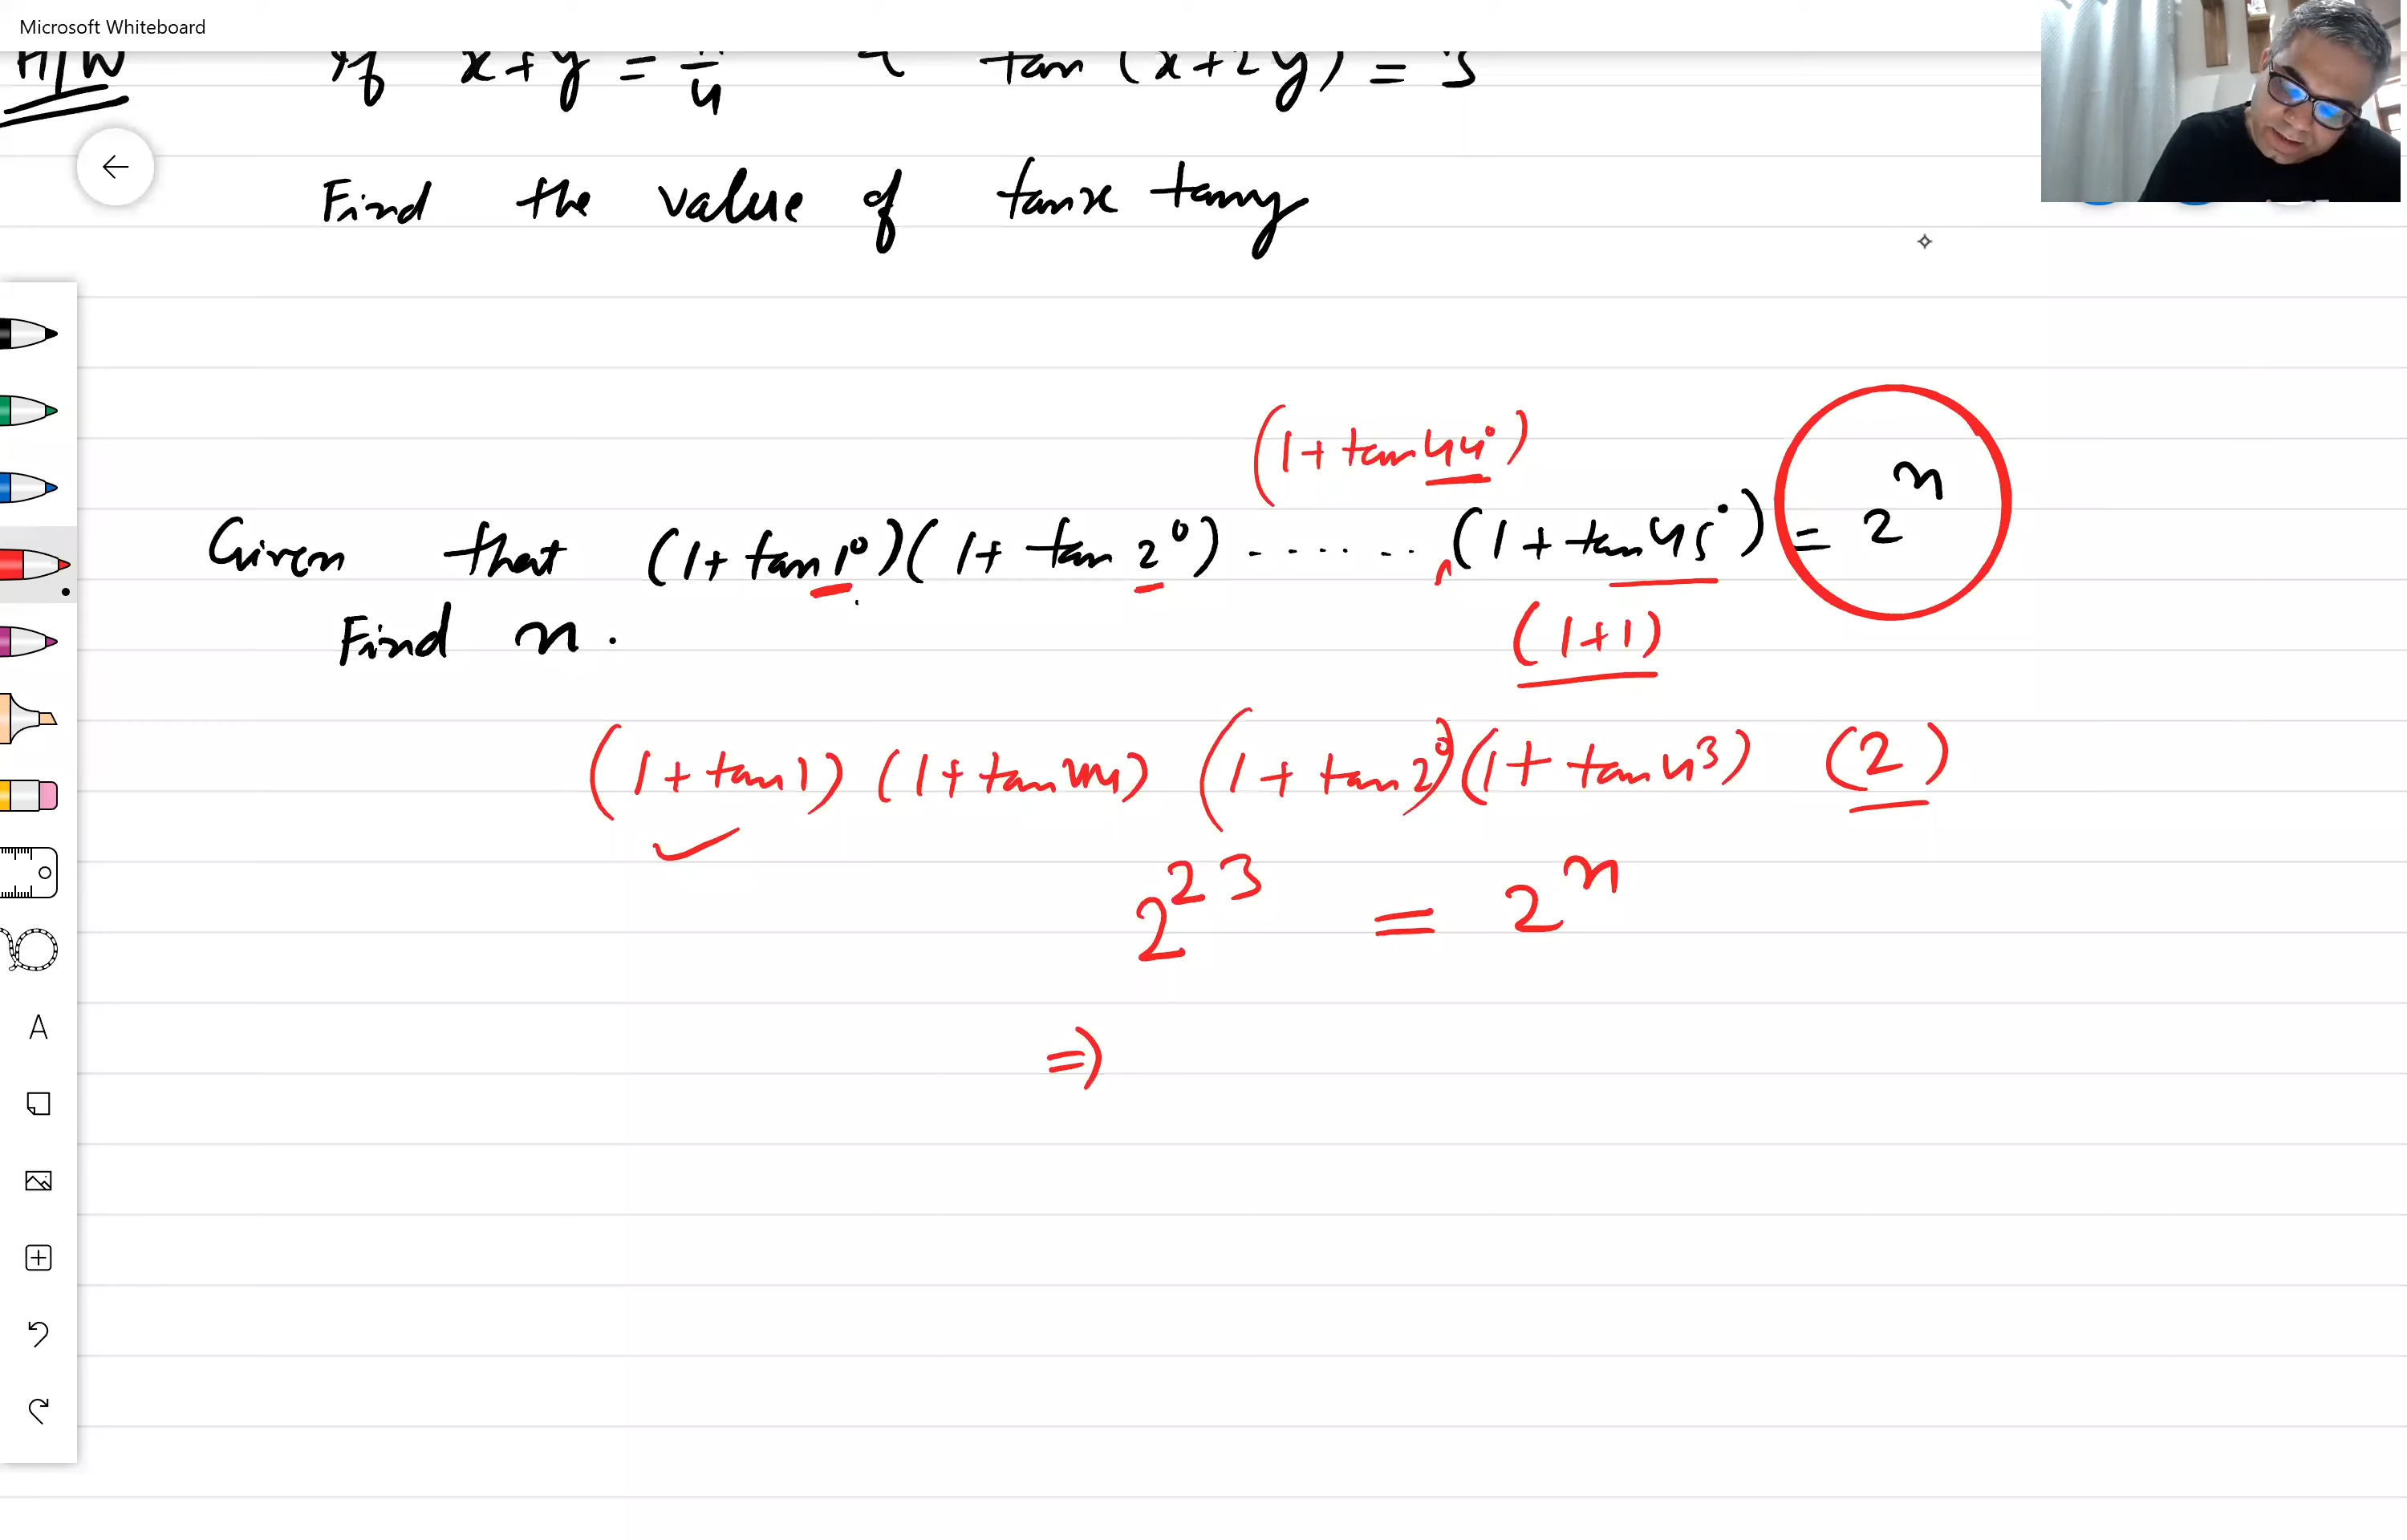 Microsoft Whiteboard
H/W If x+y = π/4 & tan (x+2y) = 3
Find the value of tanx tany
(1+tan44°)
Given that (1+tan1°)(1+tan2°)-------(1+tan45°) = 2^n
Find n.
(1+1)
(1+tan1)(1+tan44)(1+tan2°)(1+tan43) (2)
2^23 = 2^n
⇒
A